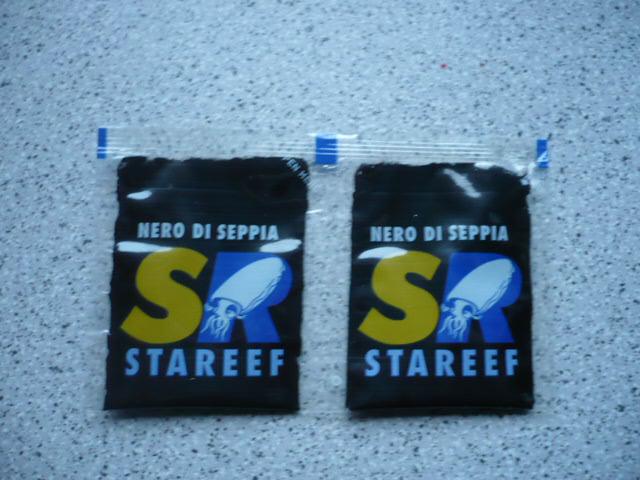 NERO DI SEPPIA
SR
STAREEF
NERO DI SEPPIA
SR
STAREEF